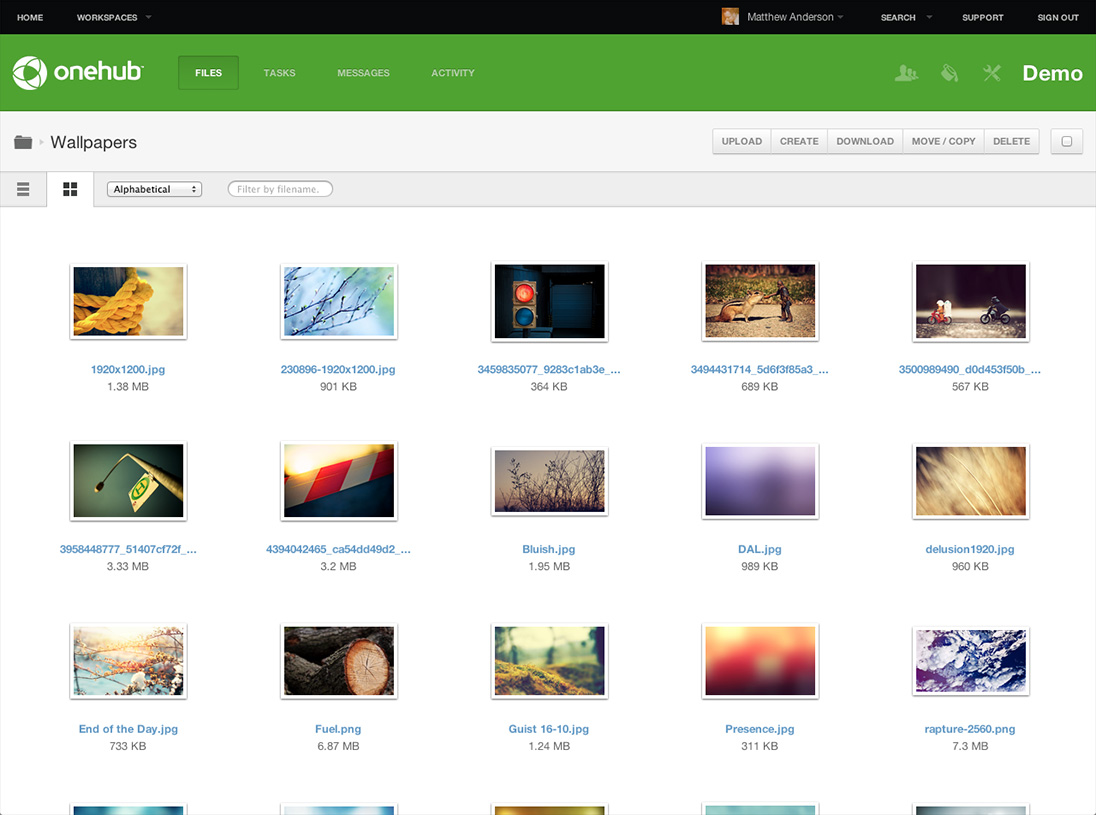 HOME WORKSPACES Matthew Anderson SEARCH SUPPORT SIGN OUT
onehub FILES TASKS MESSAGES ACTIVITY Demo
Wallpapers UPLOAD CREATE DOWNLOAD MOVE / COPY DELETE
Alphabetical Filter by filename.
1920x1200.jpg 230896-1920x1200.jpg 3459835077_9283c1ab3e_... 3494431714_5d6f3f85a3_... 3500989490_d0d453f50b_...
1.38 MB 901 KB 364 KB 689 KB 567 KB
3958448777_51407cf72f_... 4394042465_ca54dd49d2_... Bluish.jpg DAL.jpg delusion1920.jpg
3.33 MB 3.2 MB 1.95 MB 989 KB 960 KB
End of the Day.jpg Fuel.png Guist 16-10.jpg Presence.jpg rapture-2560.png
733 KB 6.87 MB 1.24 MB 311 KB 7.3 MB